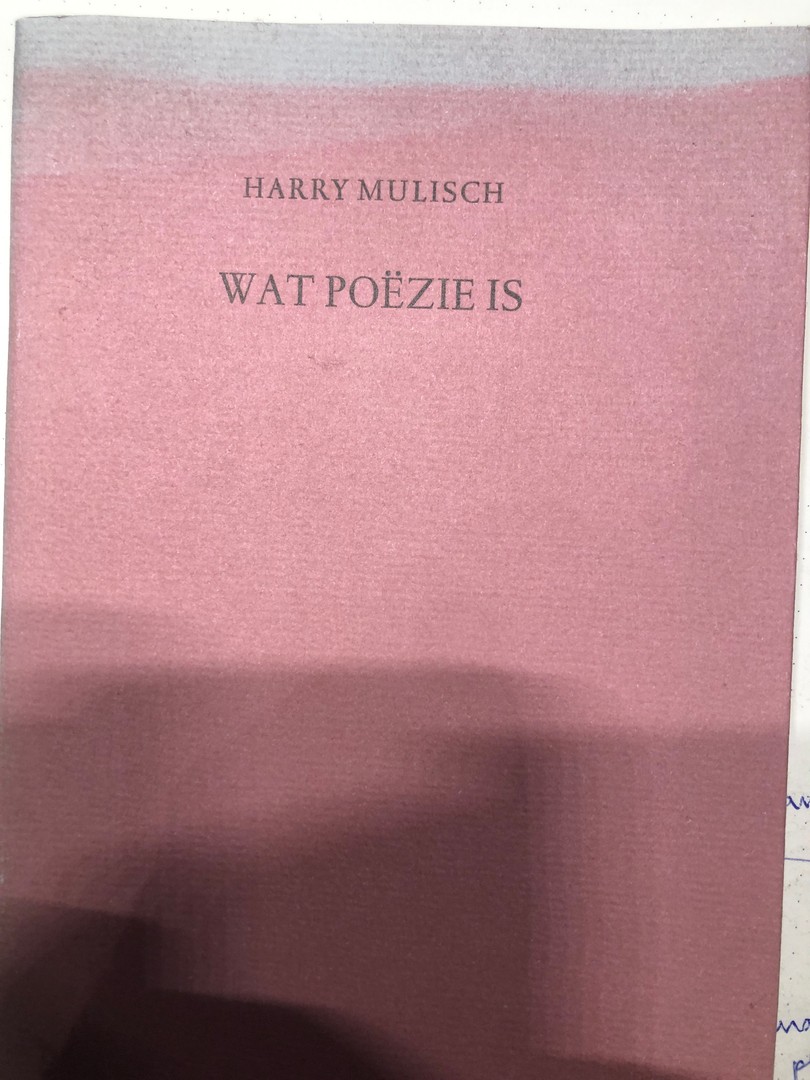 HARRY MULISCH
WAT POËZIE IS